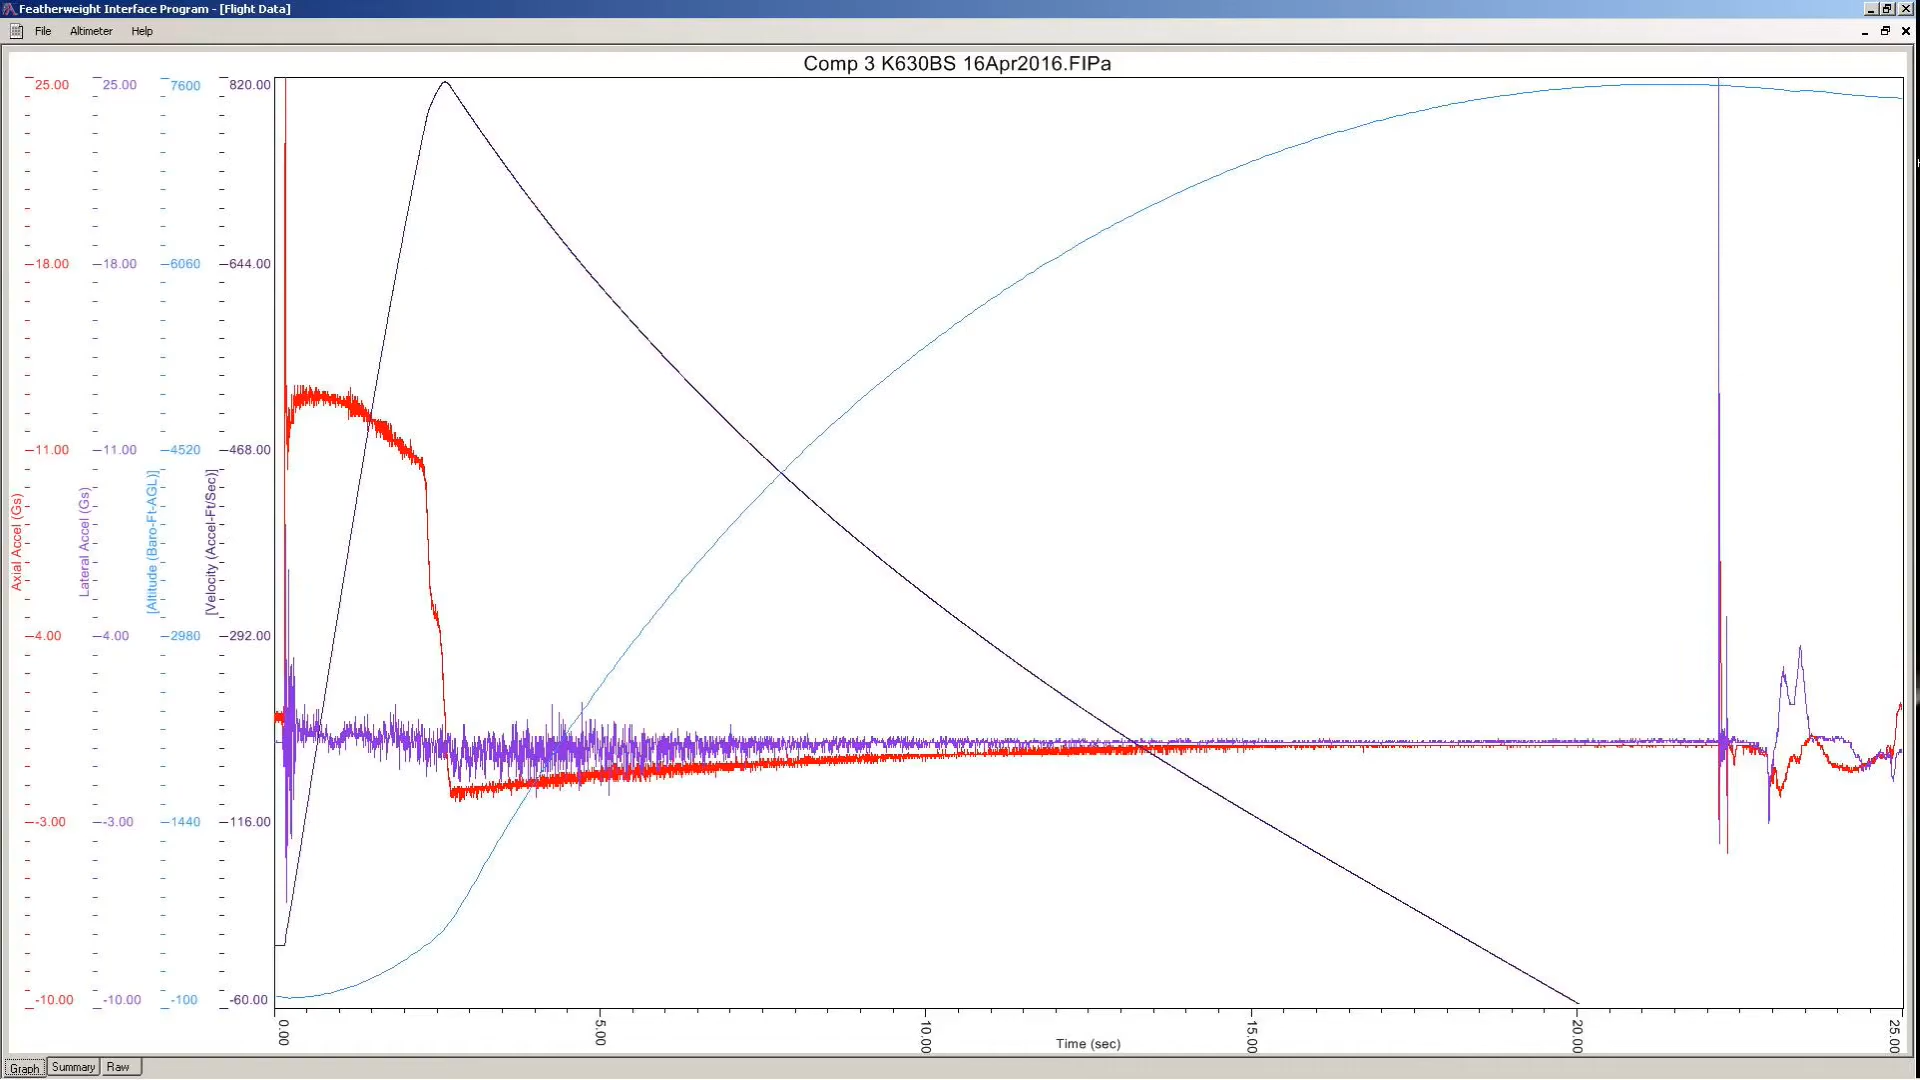 Featherweight Interface Program - [Flight Data]
File Altimeter Help
Comp 3 K630BS 16Apr2016.FIPa
25.00 25.00 7600 820.00
18.00 18.00 6060 644.00
11.00 11.00 4520 468.00
Axial Accel (Gs)
Lateral Accel (Gs)
[Altitude (Baro-Ft-AGL)]
[Velocity (Accel-Ft/Sec)]
4.00 4.00 2980 292.00
-3.00 -3.00 1440 116.00
-10.00 -10.00 -100 -60.00
0.00 5.00 10.00 15.00 20.00 25.00
Time (sec)
Graph Summary Raw